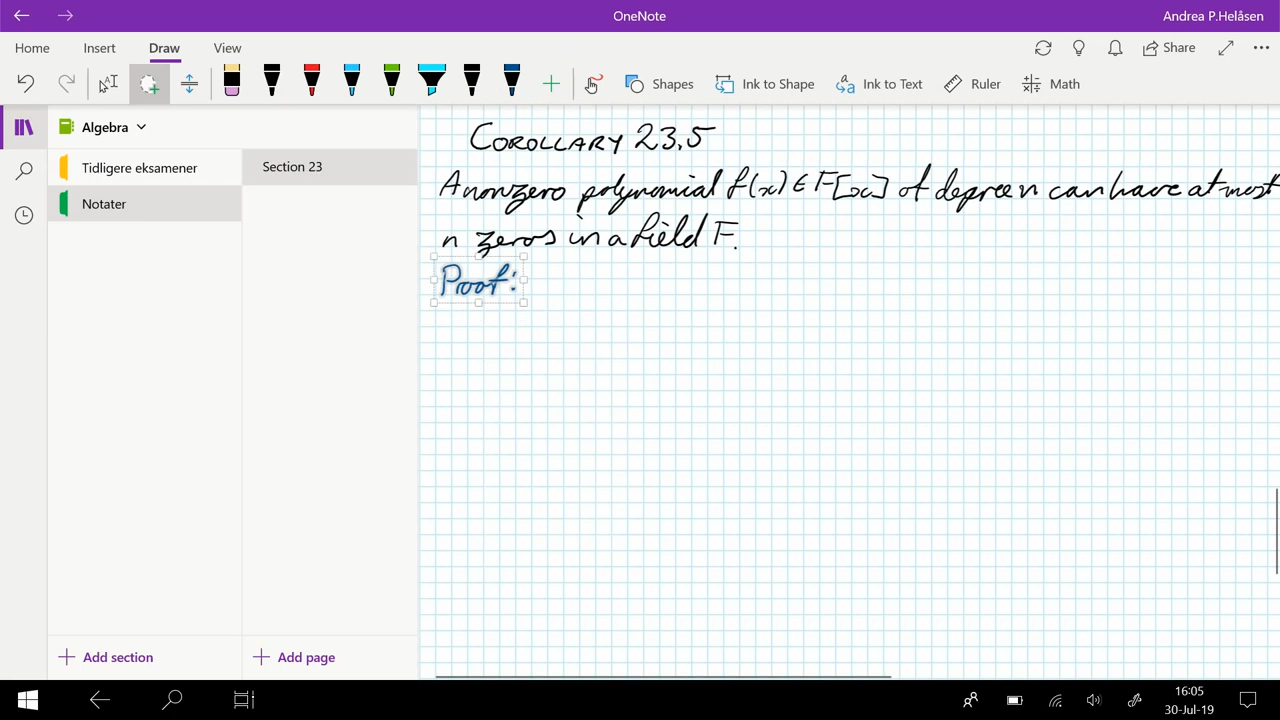 OneNote
Andrea P.Helåsen
Home Insert Draw View
Share
Shapes Ink to Shape Ink to Text Ruler Math
Algebra
Tidligere eksamener
Notater
Section 23
COROLLARY 23.5
A nonzero polynomial f(x) ∈ F[x] of degree n can have at most
n zeros in a field F.
Proof:
Add section
Add page
16:05
30-Jul-19